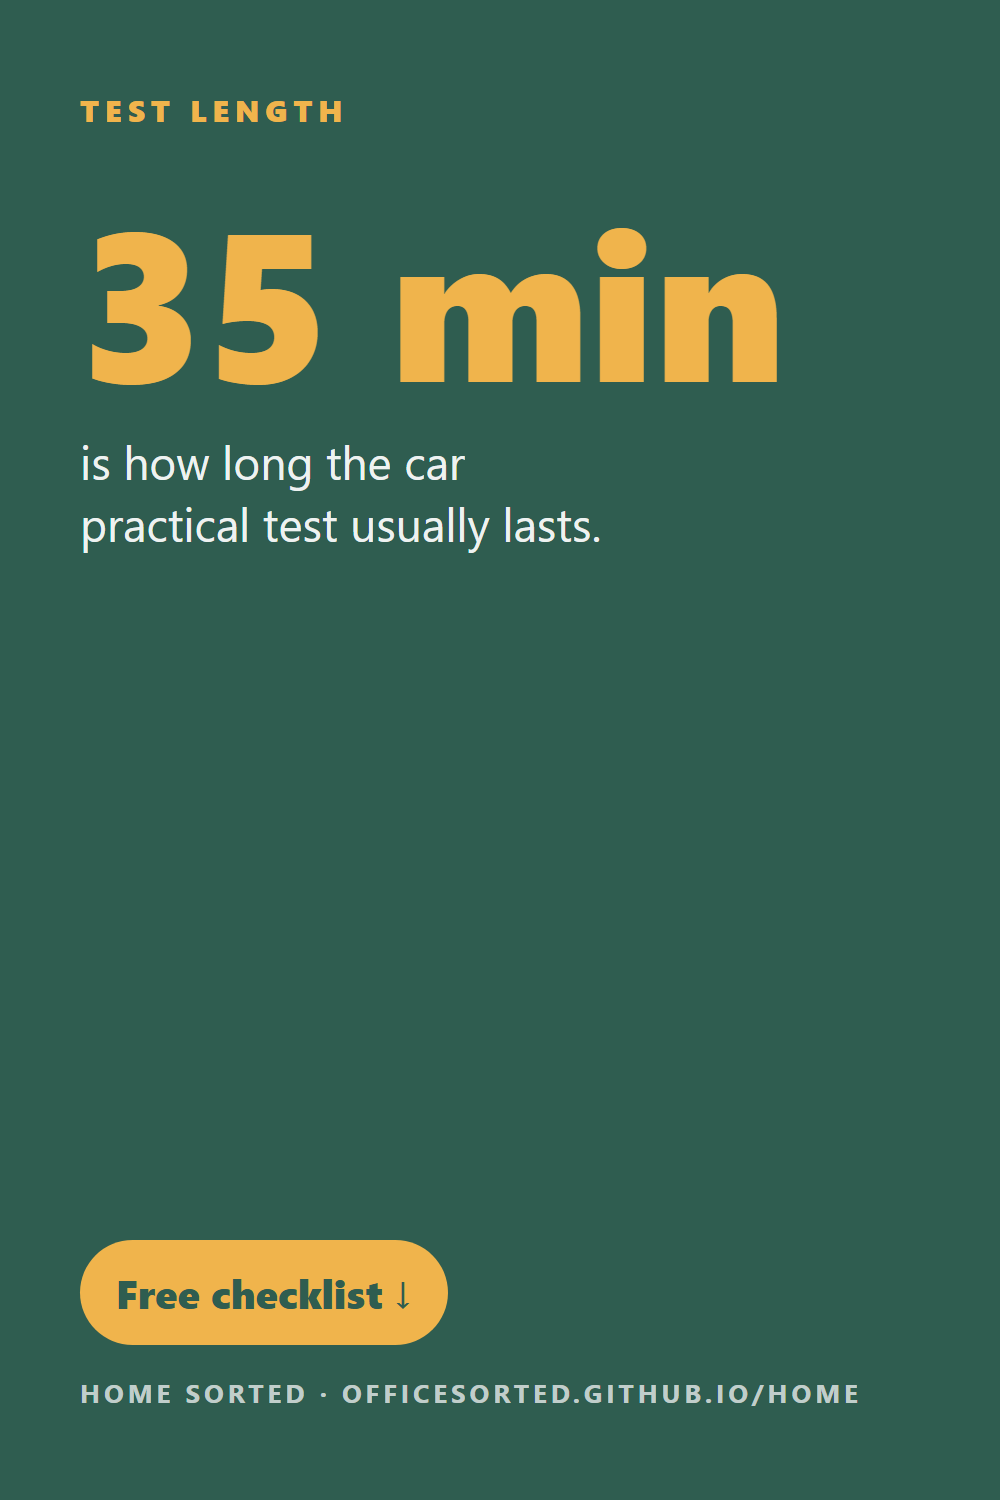 TEST LENGTH
35 min
is how long the car
practical test usually lasts.
Free checklist ↓
HOME SORTED · OFFICESORTED.GITHUB.IO/HOME